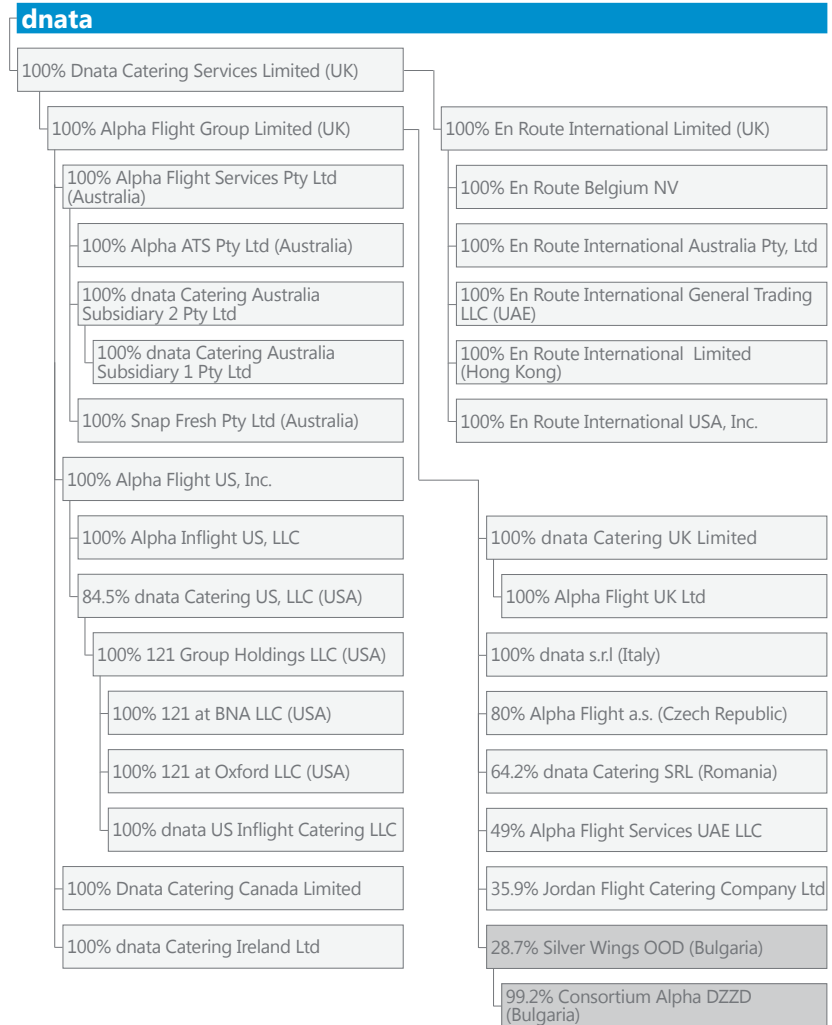 dnata
100% Dnata Catering Services Limited (UK)
100% Alpha Flight Group Limited (UK)
100% Alpha Flight Services Pty Ltd
(Australia)
100% Alpha ATS Pty Ltd (Australia)
100% dnata Catering Australia
Subsidiary 2 Pty Ltd
100% dnata Catering Australia
Subsidiary 1 Pty Ltd
100% Snap Fresh Pty Ltd (Australia)
100% Alpha Flight US, Inc.
100% Alpha Inflight US, LLC
84.5% dnata Catering US, LLC (USA)
100% 121 Group Holdings LLC (USA)
100% 121 at BNA LLC (USA)
100% 121 at Oxford LLC (USA)
100% dnata US Inflight Catering LLC
100% Dnata Catering Canada Limited
100% dnata Catering Ireland Ltd
100% En Route International Limited (UK)
100% En Route Belgium NV
100% En Route International Australia Pty, Ltd
100% En Route International General Trading
LLC (UAE)
100% En Route International Limited
(Hong Kong)
100% En Route International USA, Inc.
100% dnata Catering UK Limited
100% Alpha Flight UK Ltd
100% dnata s.r.l (Italy)
80% Alpha Flight a.s. (Czech Republic)
64.2% dnata Catering SRL (Romania)
49% Alpha Flight Services UAE LLC
35.9% Jordan Flight Catering Company Ltd
28.7% Silver Wings OOD (Bulgaria)
99.2% Consortium Alpha DZZD
(Bulgaria)